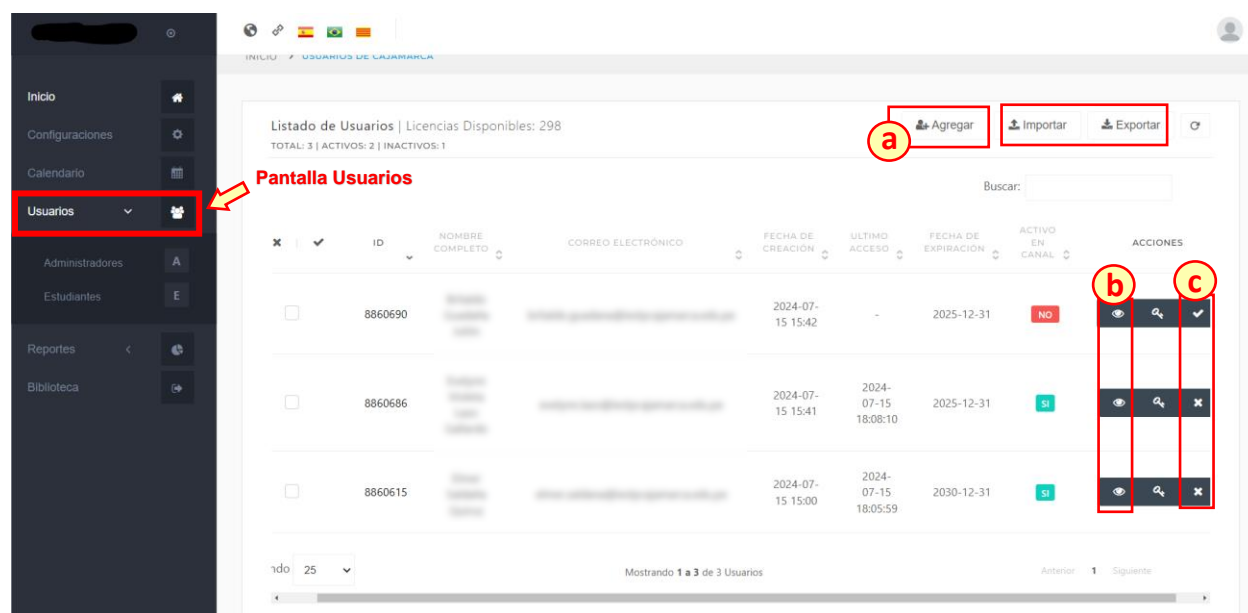 INICIO > USUARIOS DE CAJAMARCA
Inicio
Configuraciones
Calendario
Usuarios
Administradores A
Estudiantes E
Reportes
Biblioteca
Pantalla Usuarios
Listado de Usuarios | Licencias Disponibles: 298
TOTAL: 3 | ACTIVOS: 2 | INACTIVOS: 1
a
Agregar
Importar
Exportar
Buscar:
ID
NOMBRE
COMPLETO
CORREO ELECTRÓNICO
FECHA DE
CREACIÓN
ULTIMO
ACCESO
FECHA DE
EXPIRACIÓN
ACTIVO
EN
CANAL
ACCIONES
b
c
8860690
2024-07-
15 15:42
-
2025-12-31
NO
8860686
2024-07-
15 15:41
2024-
07-15
18:08:10
2025-12-31
SI
8860615
2024-07-
15 15:00
2024-
07-15
18:05:59
2030-12-31
SI
ndo 25
Mostrando 1 a 3 de 3 Usuarios
Anterior 1 Siguiente